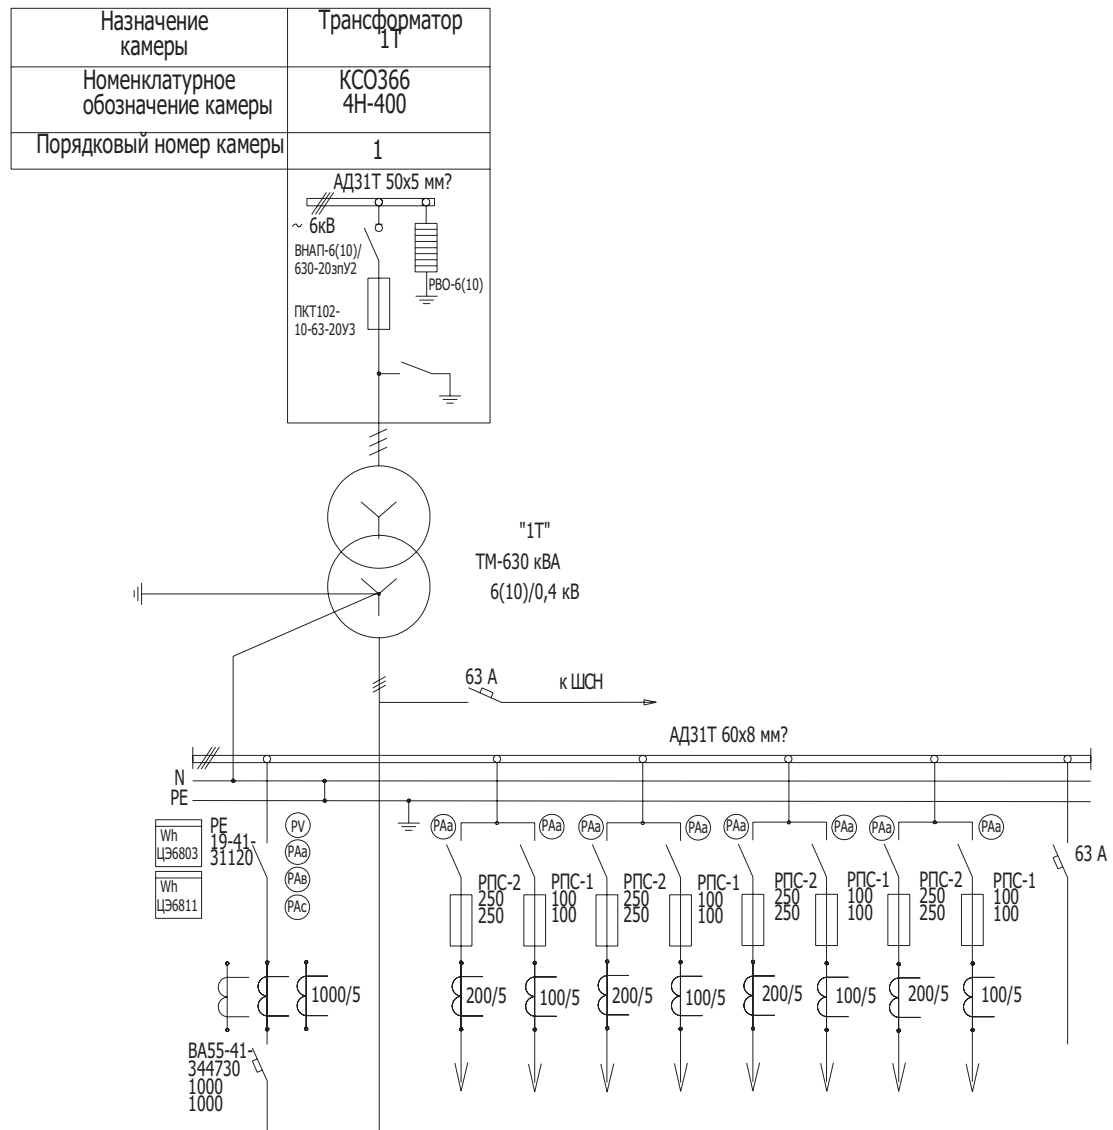 Назначение
камеры
Трансформатор
1Т
Номенклатурное
обозначение камеры
КСО366
4Н-400
Порядковый номер камеры
1
АД31Т 50х5 мм?
~ 6кВ
ВНАП-6(10)/
630-20зпУ2
РВО-6(10)
ПКТ102-
10-63-20У3
"1Т"
ТМ-630 кВА
6(10)/0,4 кВ
63 А
к ШСН
АД31Т 60х8 мм?
N
PE
Wh
ЦЭ6803
Wh
ЦЭ6811
РЕ
19-41-
31120
PV
PAa
PAв
PAc
PAa
PAa
PAa
PAa
PAa
PAa
PAa
PAa
63 А
РПС-2
250
250
РПС-1
100
100
РПС-2
250
250
РПС-1
100
100
РПС-2
250
250
РПС-1
100
100
РПС-2
250
250
РПС-1
100
100
1000/5
200/5
100/5
200/5
100/5
200/5
100/5
200/5
100/5
ВА55-41-
344730
1000
1000